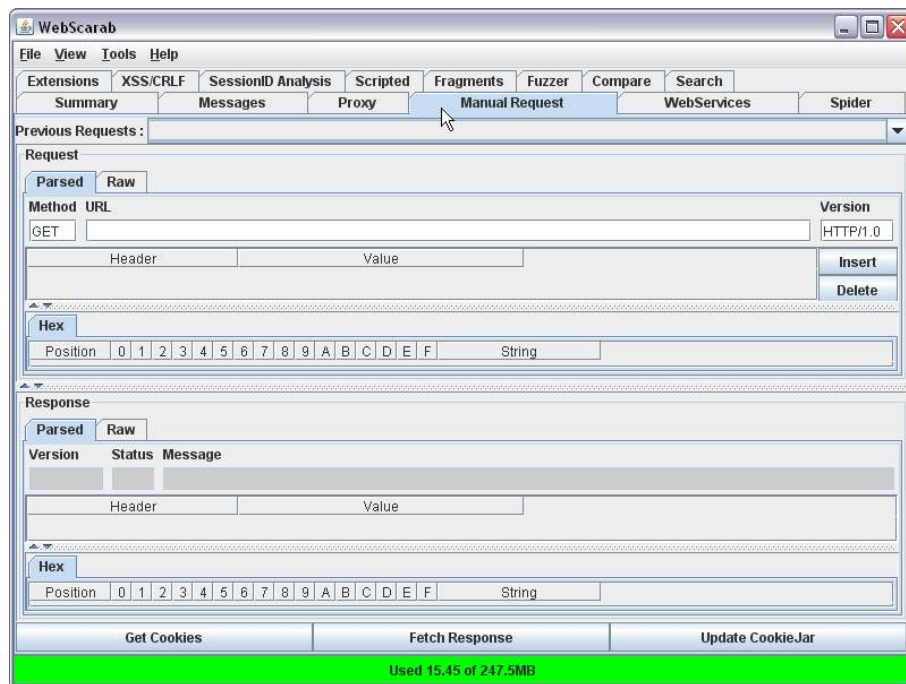 WebScarab
File View Tools Help
Extensions XSS/CRLF SessionID Analysis Scripted Fragments Fuzzer Compare Search
Summary Messages Proxy Manual Request WebServices Spider
Previous Requests :
Request
Parsed Raw
Method URL Version
GET HTTP/1.0
Header Value
Insert
Delete
Hex
Position 0 1 2 3 4 5 6 7 8 9 A B C D E F String
Response
Parsed Raw
Version Status Message
Header Value
Hex
Position 0 1 2 3 4 5 6 7 8 9 A B C D E F String
Get Cookies Fetch Response Update CookieJar
Used 15.45 of 247.5MB